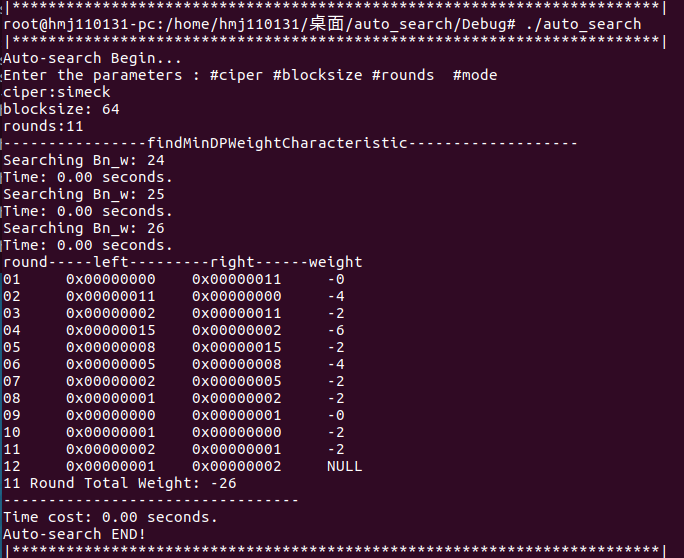 |************************************************************************|
root@hmj110131-pc:/home/hmj110131/桌面/auto_search/Debug# ./auto_search
|************************************************************************|
Auto-search Begin...
Enter the parameters : #ciper #blocksize #rounds  #mode
ciper:simeck
blocksize: 64
rounds:11
----------------findMinDPWeightCharacteristic-------------------
Searching Bn_w: 24
Time: 0.00 seconds.
Searching Bn_w: 25
Time: 0.00 seconds.
Searching Bn_w: 26
Time: 0.00 seconds.
round-----left---------right------weight
01     0x00000000    0x00000011     -0
02     0x00000011    0x00000000     -4
03     0x00000002    0x00000011     -2
04     0x00000015    0x00000002     -6
05     0x00000008    0x00000015     -2
06     0x00000005    0x00000008     -4
07     0x00000002    0x00000005     -2
08     0x00000001    0x00000002     -2
09     0x00000000    0x00000001     -0
10     0x00000001    0x00000000     -2
11     0x00000002    0x00000001     -2
12     0x00000001    0x00000002     NULL
11 Round Total Weight: -26
---------------------------------
Time cost: 0.00 seconds.
Auto-search END!
|************************************************************************|